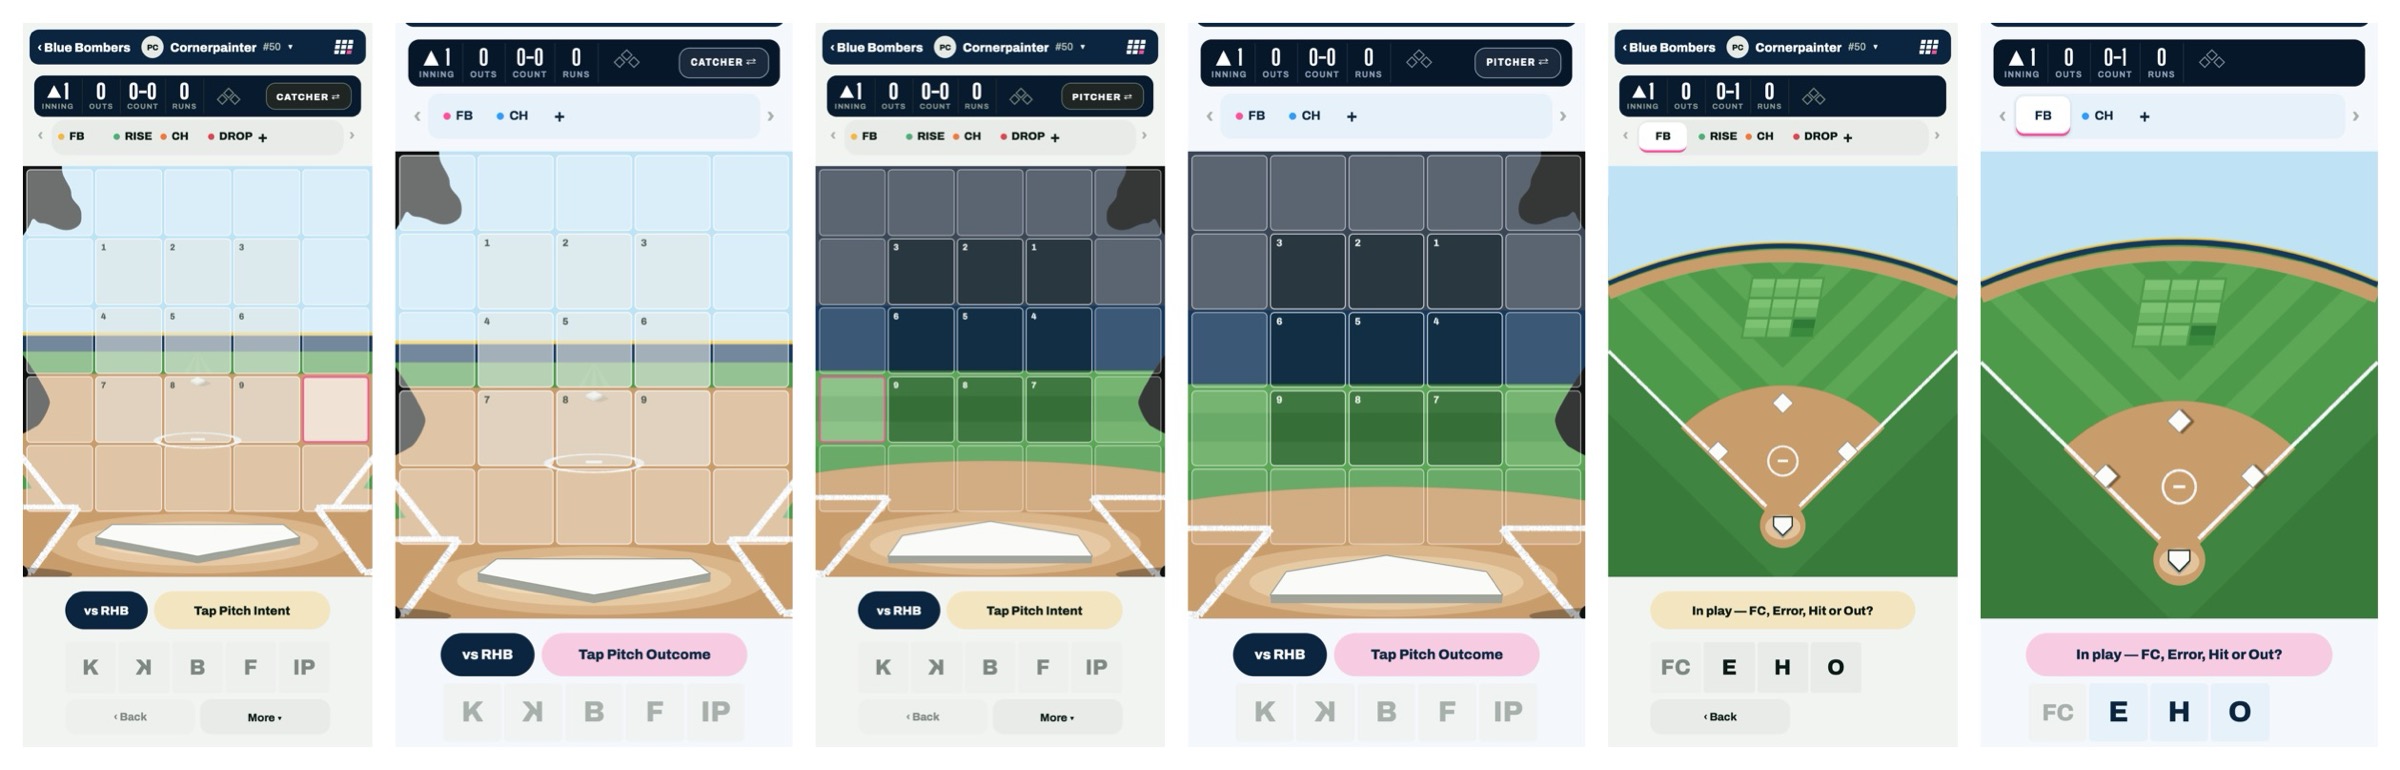 ‹ Blue Bombers PC Cornerpainter #50 ▾
▲1 0 0-0 0 CATCHER ⇄
INNING OUTS COUNT RUNS
‹ FB RISE CH DROP + ›
1 2 3
4 5 6
7 8 9
vs RHB Tap Pitch Intent
K ꓘ B F IP
‹ Back More ▾
▲1 0 0-0 0 CATCHER ⇄
INNING OUTS COUNT RUNS
‹ FB CH + ›
1 2 3
4 5 6
7 8 9
vs RHB Tap Pitch Outcome
K ꓘ B F IP
‹ Blue Bombers PC Cornerpainter #50 ▾
▲1 0 0-0 0 PITCHER ⇄
INNING OUTS COUNT RUNS
‹ FB RISE CH DROP + ›
3 2 1
6 5 4
9 8 7
vs RHB Tap Pitch Intent
K ꓘ B F IP
‹ Back More ▾
▲1 0 0-0 0 PITCHER ⇄
INNING OUTS COUNT RUNS
‹ FB CH + ›
3 2 1
6 5 4
9 8 7
vs RHB Tap Pitch Outcome
K ꓘ B F IP
‹ Blue Bombers PC Cornerpainter #50 ▾
▲1 0 0-1 0
INNING OUTS COUNT RUNS
‹ FB RISE CH DROP + ›
In play — FC, Error, Hit or Out?
FC E H O
‹ Back
▲1 0 0-1 0
INNING OUTS COUNT RUNS
‹ FB CH + ›
In play — FC, Error, Hit or Out?
FC E H O